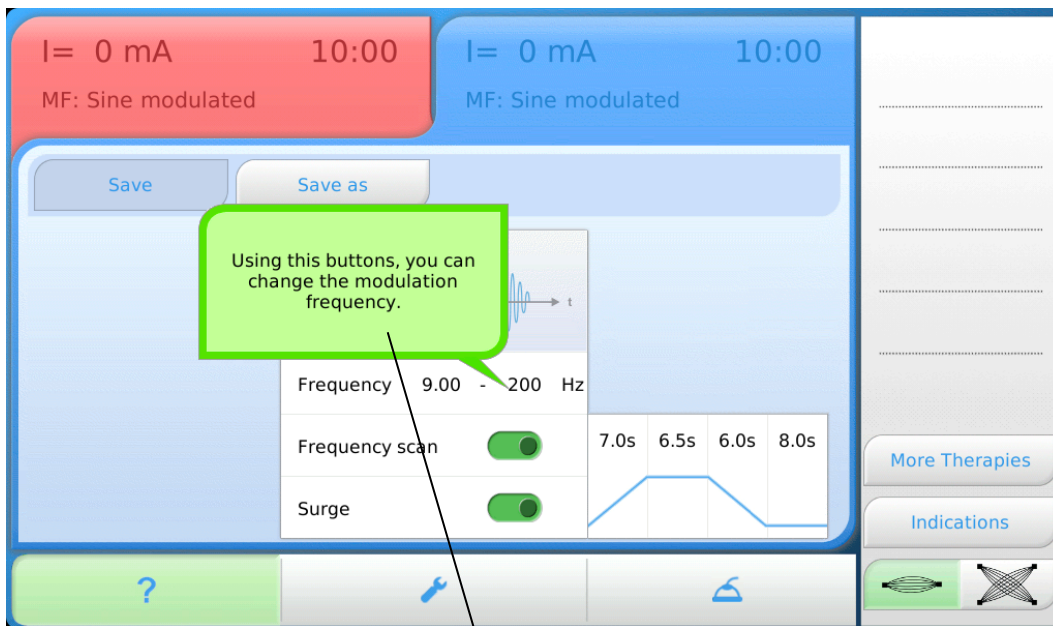 I= 0 mA 10:00
MF: Sine modulated
I= 0 mA 10:00
MF: Sine modulated
Save
Save as
Using this buttons, you can
change the modulation
frequency.
t
Frequency 9.00 - 200 Hz
Frequency scan
Surge
7.0s 6.5s 6.0s 8.0s
More Therapies
Indications
?